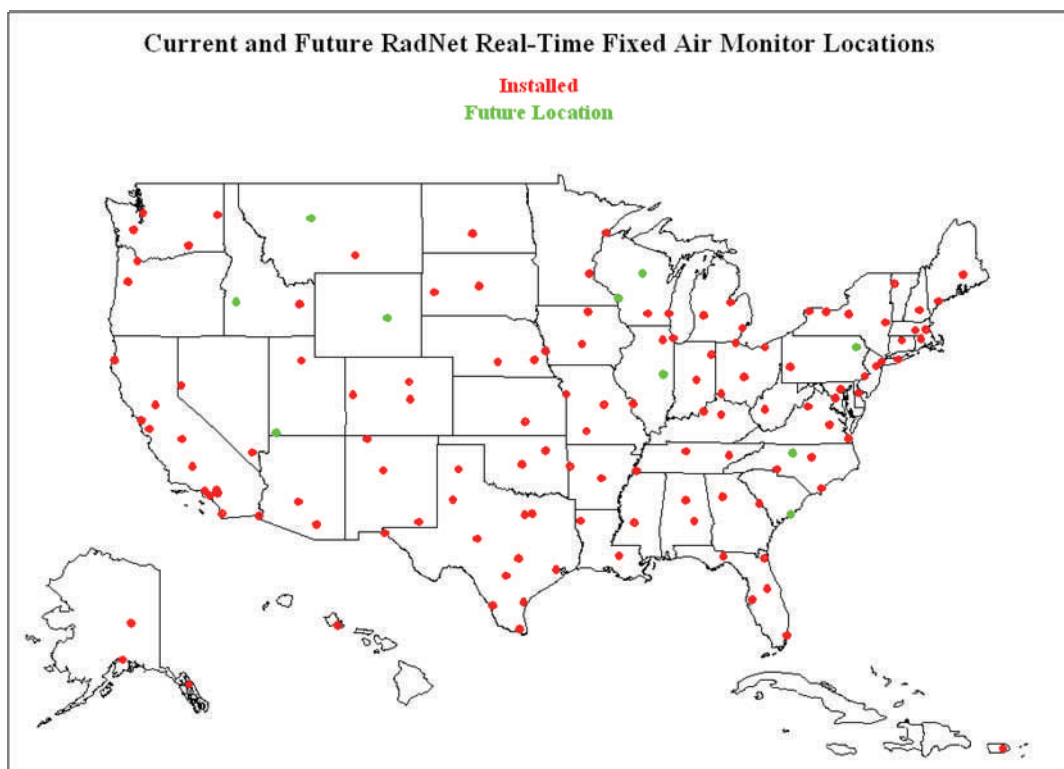 Current and Future RadNet Real-Time Fixed Air Monitor Locations
Installed
Future Location